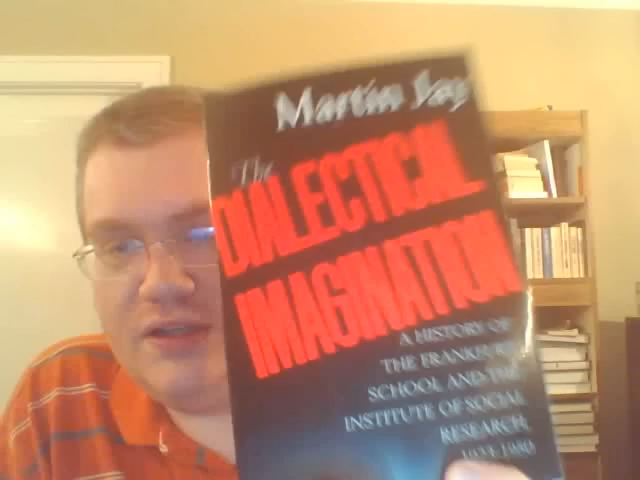 Martin Jay
The
DIALECTICAL
IMAGINATION
A HISTORY OF
THE FRANKFURT
SCHOOL AND THE
INSTITUTE OF SOCIAL
RESEARCH,